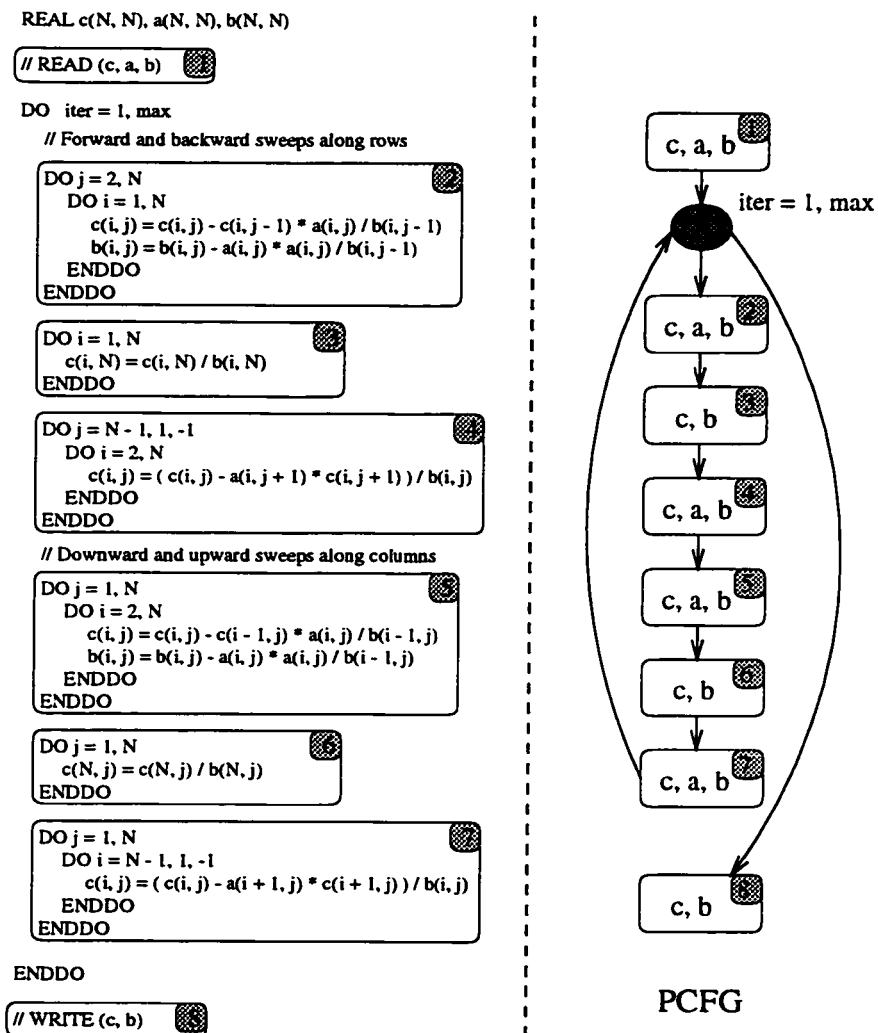 REAL c(N, N), a(N, N), b(N, N)
// READ (c, a, b) 1
DO iter = 1, max
// Forward and backward sweeps along rows
DO j = 2, N 2
DO i = 1, N
c(i, j) = c(i, j) - c(i, j - 1) * a(i, j) / b(i, j - 1)
b(i, j) = b(i, j) - a(i, j) * a(i, j) / b(i, j - 1)
ENDDO
ENDDO
DO i = 1, N 3
c(i, N) = c(i, N) / b(i, N)
ENDDO
DO j = N - 1, 1, -1 4
DO i = 2, N
c(i, j) = ( c(i, j) - a(i, j + 1) * c(i, j + 1) ) / b(i, j)
ENDDO
ENDDO
// Downward and upward sweeps along columns
DO j = 1, N 5
DO i = 2, N
c(i, j) = c(i, j) - c(i - 1, j) * a(i, j) / b(i - 1, j)
b(i, j) = b(i, j) - a(i, j) * a(i, j) / b(i - 1, j)
ENDDO
ENDDO
DO j = 1, N 6
c(N, j) = c(N, j) / b(N, j)
ENDDO
DO j = 1, N 7
DO i = N - 1, 1, -1
c(i, j) = ( c(i, j) - a(i + 1, j) * c(i + 1, j) ) / b(i, j)
ENDDO
ENDDO
ENDDO
// WRITE (c, b) 8
c, a, b 1
iter = 1, max
c, a, b 2
c, b 3
c, a, b 4
c, a, b 5
c, b 6
c, a, b 7
c, b 8
PCFG